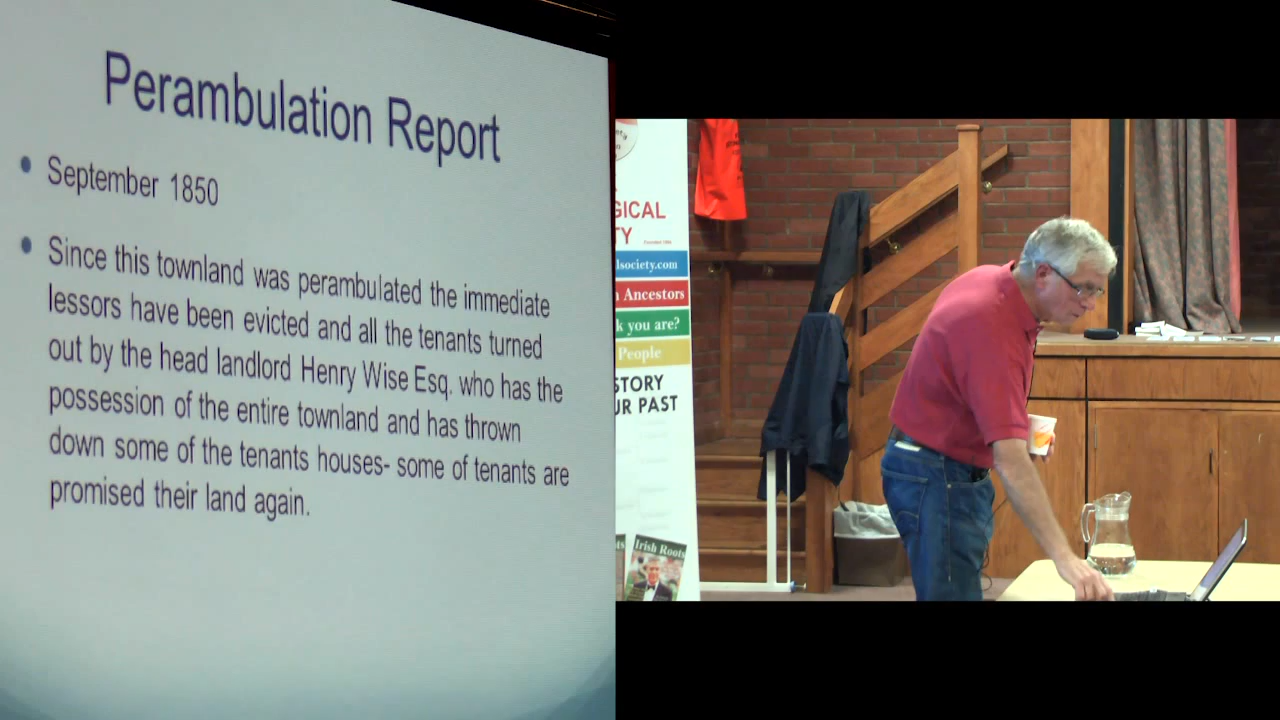 Perambulation Report
• September 1850
• Since this townland was perambulated the immediate
lessors have been evicted and all the tenants turned
out by the head landlord Henry Wise Esq. who has the
possession of the entire townland and has thrown
down some of the tenants houses- some of tenants are
promised their land again.
GICAL
TY
lsociety.com
Ancestors
k you are?
People
STORY
UR PAST
Irish Roots